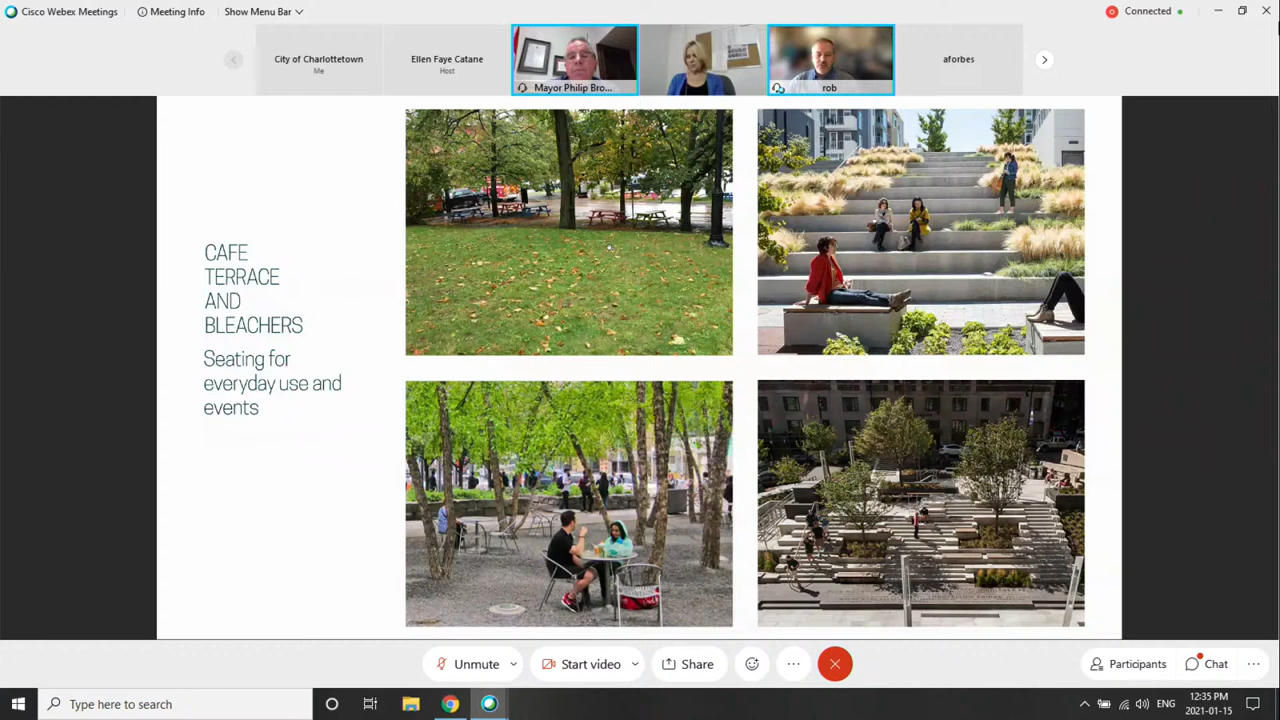 Cisco Webex Meetings
Meeting Info
Show Menu Bar
Connected
City of Charlottetown
Me
Ellen Faye Catane
Host
Mayor Philip Bro...
rob
aforbes
CAFE
TERRACE
AND
BLEACHERS
Seating for
everyday use and
events
Unmute
Start video
Share
Participants
Chat
Type here to search
ENG
12:35 PM
2021-01-15